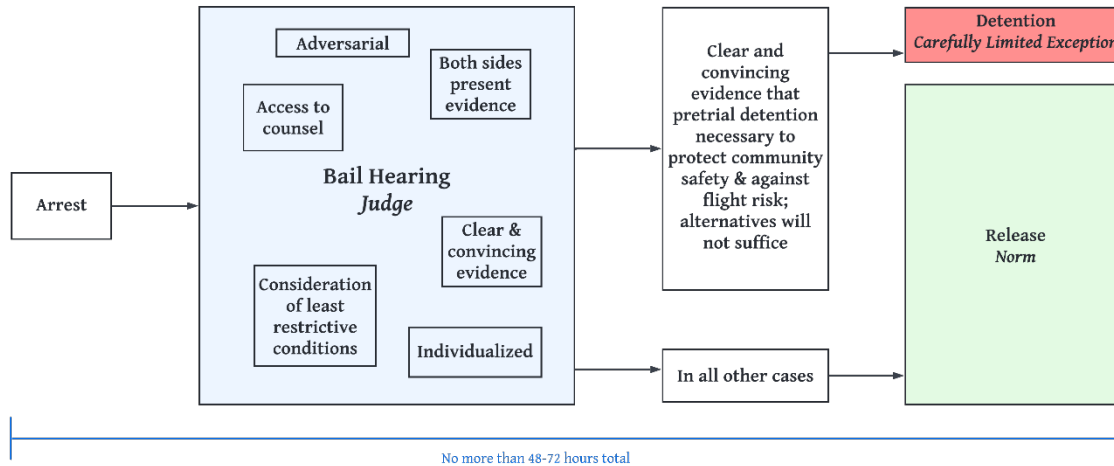 Arrest
Adversarial
Both sides
present
evidence
Access to
counsel
Bail Hearing
Judge
Clear &
convincing
evidence
Consideration
of least
restrictive
conditions
Individualized
Clear and
convincing
evidence that
pretrial detention
necessary to
protect community
safety & against
flight risk;
alternatives will
not suffice
In all other cases
Detention
Carefully Limited Exception
Release
Norm
No more than 48-72 hours total